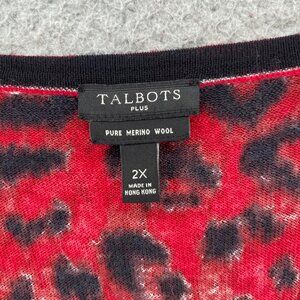 TALBOTS
PLUS
PURE MERINO WOOL
2X
MADE IN
HONG KONG